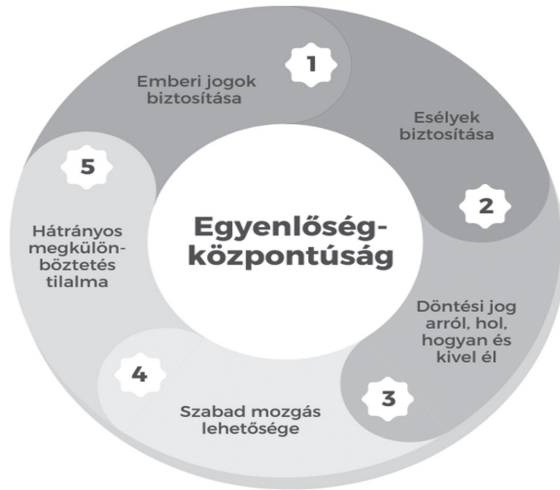 Egyenlőség-
központúság
1
Emberi jogok
biztosítása
2
Esélyek
biztosítása
3
Döntési jog
arról, hol,
hogyan és
kivel él
4
Szabad mozgás
lehetősége
5
Hátrányos
megkülön-
böztetés
tilalma